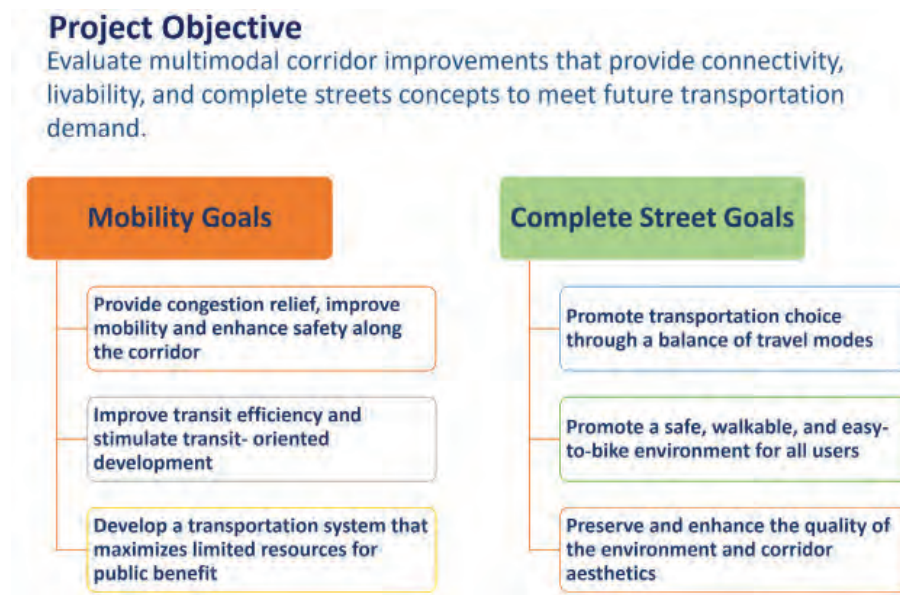 Project Objective
Evaluate multimodal corridor improvements that provide connectivity,
livability, and complete streets concepts to meet future transportation
demand.
Mobility Goals
Provide congestion relief, improve
mobility and enhance safety along
the corridor
Improve transit efficiency and
stimulate transit- oriented
development
Develop a transportation system that
maximizes limited resources for
public benefit
Complete Street Goals
Promote transportation choice
through a balance of travel modes
Promote a safe, walkable, and easy-
to-bike environment for all users
Preserve and enhance the quality of
the environment and corridor
aesthetics